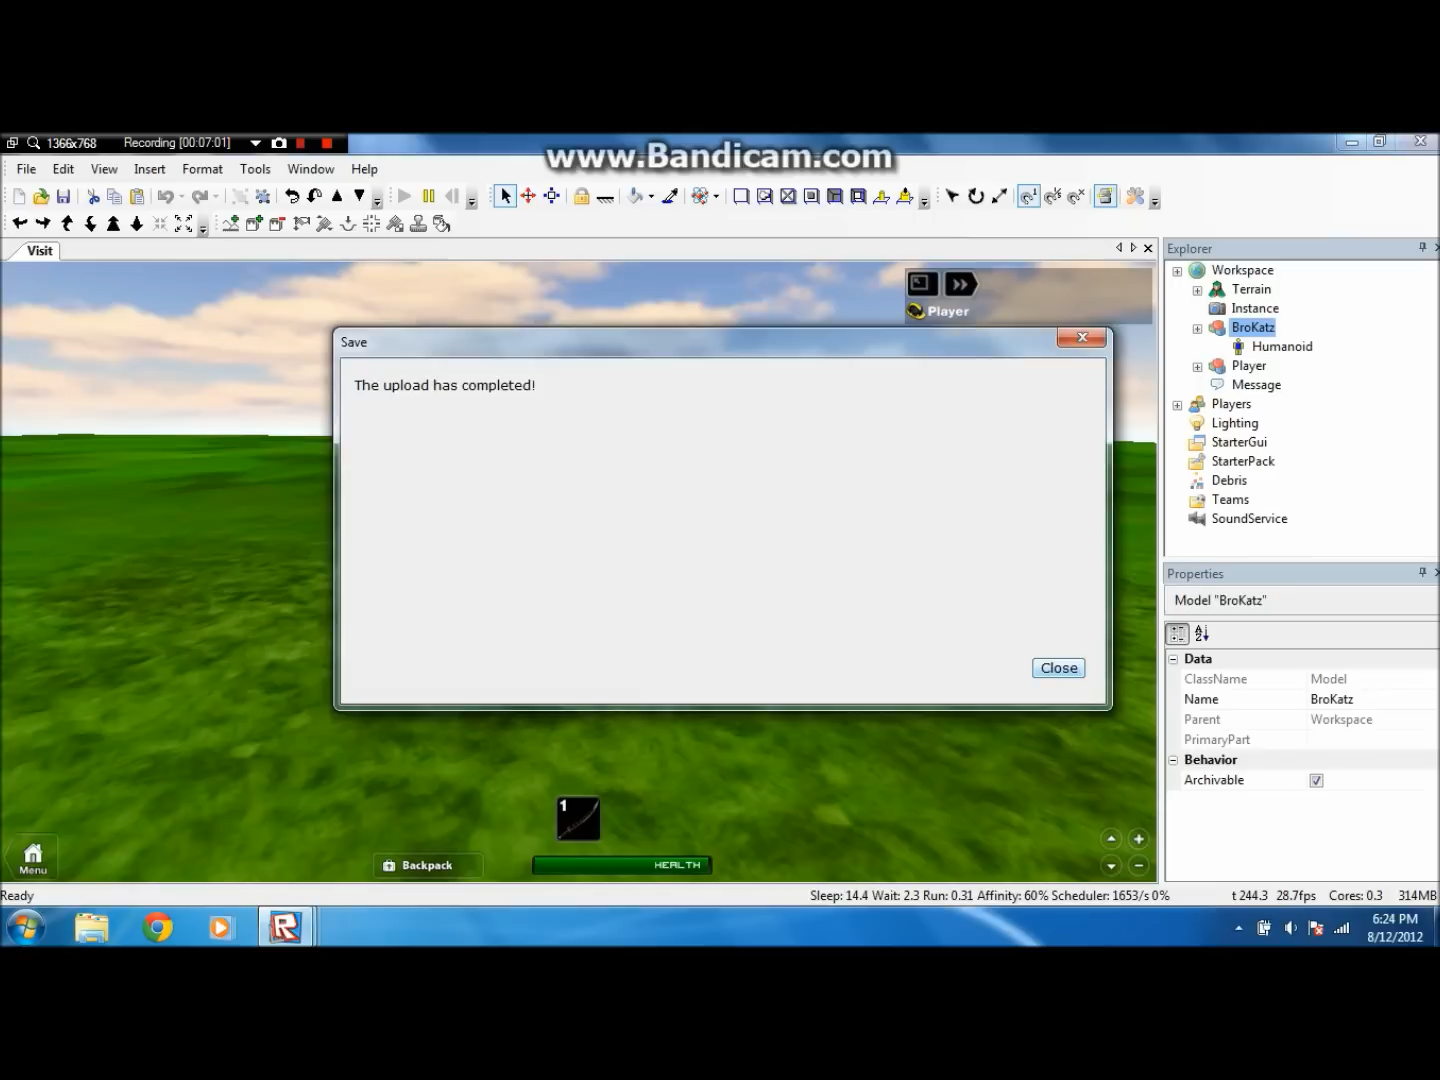 1366x768 Recording [00:07:01]
www.Bandicam.com
File Edit View Insert Format Tools Window Help
Visit
Explorer
Workspace
Terrain
Instance
BroKatz
Humanoid
Player
Message
Players
Lighting
StarterGui
StarterPack
Debris
Teams
SoundService
Player
Save
The upload has completed!
Close
Properties
Model "BroKatz"
Data
ClassName Model
Name BroKatz
Parent Workspace
PrimaryPart
Behavior
Archivable
1
Menu
Backpack
HEALTH
Ready
Sleep: 14.4 Wait: 2.3 Run: 0.31 Affinity: 60% Scheduler: 1653/s 0% t 244.3 28.7fps Cores: 0.3 314MB
6:24 PM
8/12/2012